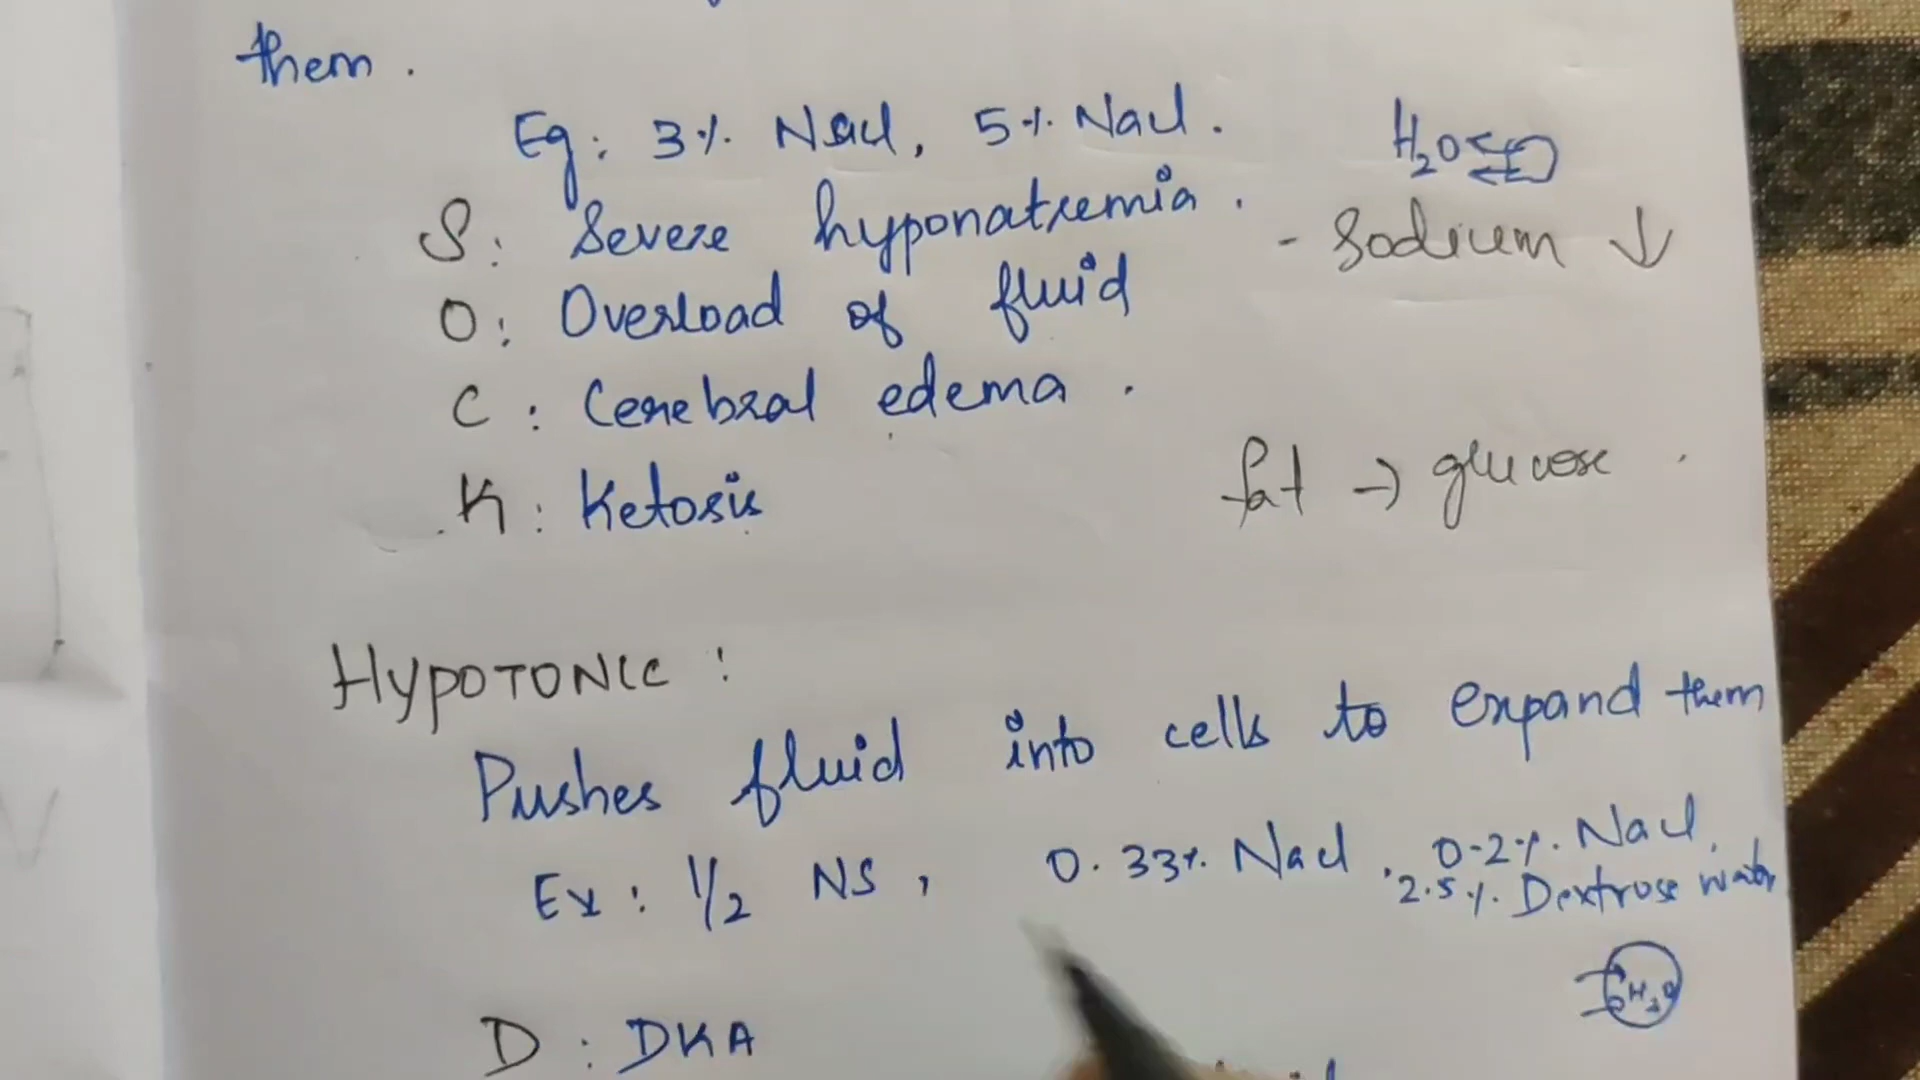 them.
Eg: 3% Nacl, 5% Nacl.
H₂O
S: Severe hyponatremia.
- Sodium ↓
O: Overload of fluid
C: Cerebral edema.
K: Ketosis
fat → glucose.
HYPOTONIC:
Pushes fluid into cells to expand them
Ex: 1/2 NS, 0.33% Nacl, 0.2% Nacl,
2.5% Dextrose water
H₂O
D: DKA